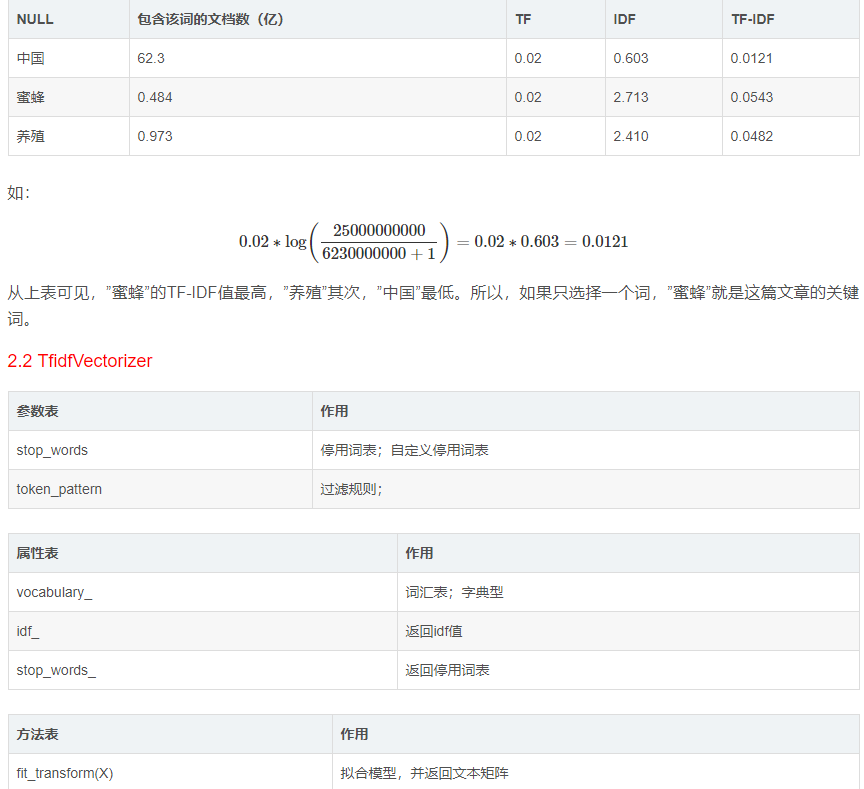 NULL 包含该词的文档数（亿） TF IDF TF-IDF
中国 62.3 0.02 0.603 0.0121
蜜蜂 0.484 0.02 2.713 0.0543
养殖 0.973 0.02 2.410 0.0482
如：
0.02 ∗ log(25000000000 / 6230000000 + 1) = 0.02 ∗ 0.603 = 0.0121
从上表可见，”蜜蜂”的TF-IDF值最高，”养殖”其次，”中国”最低。所以，如果只选择一个词，”蜜蜂”就是这篇文章的关键
词。
2.2 TfidfVectorizer
参数表 作用
stop_words 停用词表；自定义停用词表
token_pattern 过滤规则；
属性表 作用
vocabulary_ 词汇表；字典型
idf_ 返回idf值
stop_words_ 返回停用词表
方法表 作用
fit_transform(X) 拟合模型，并返回文本矩阵